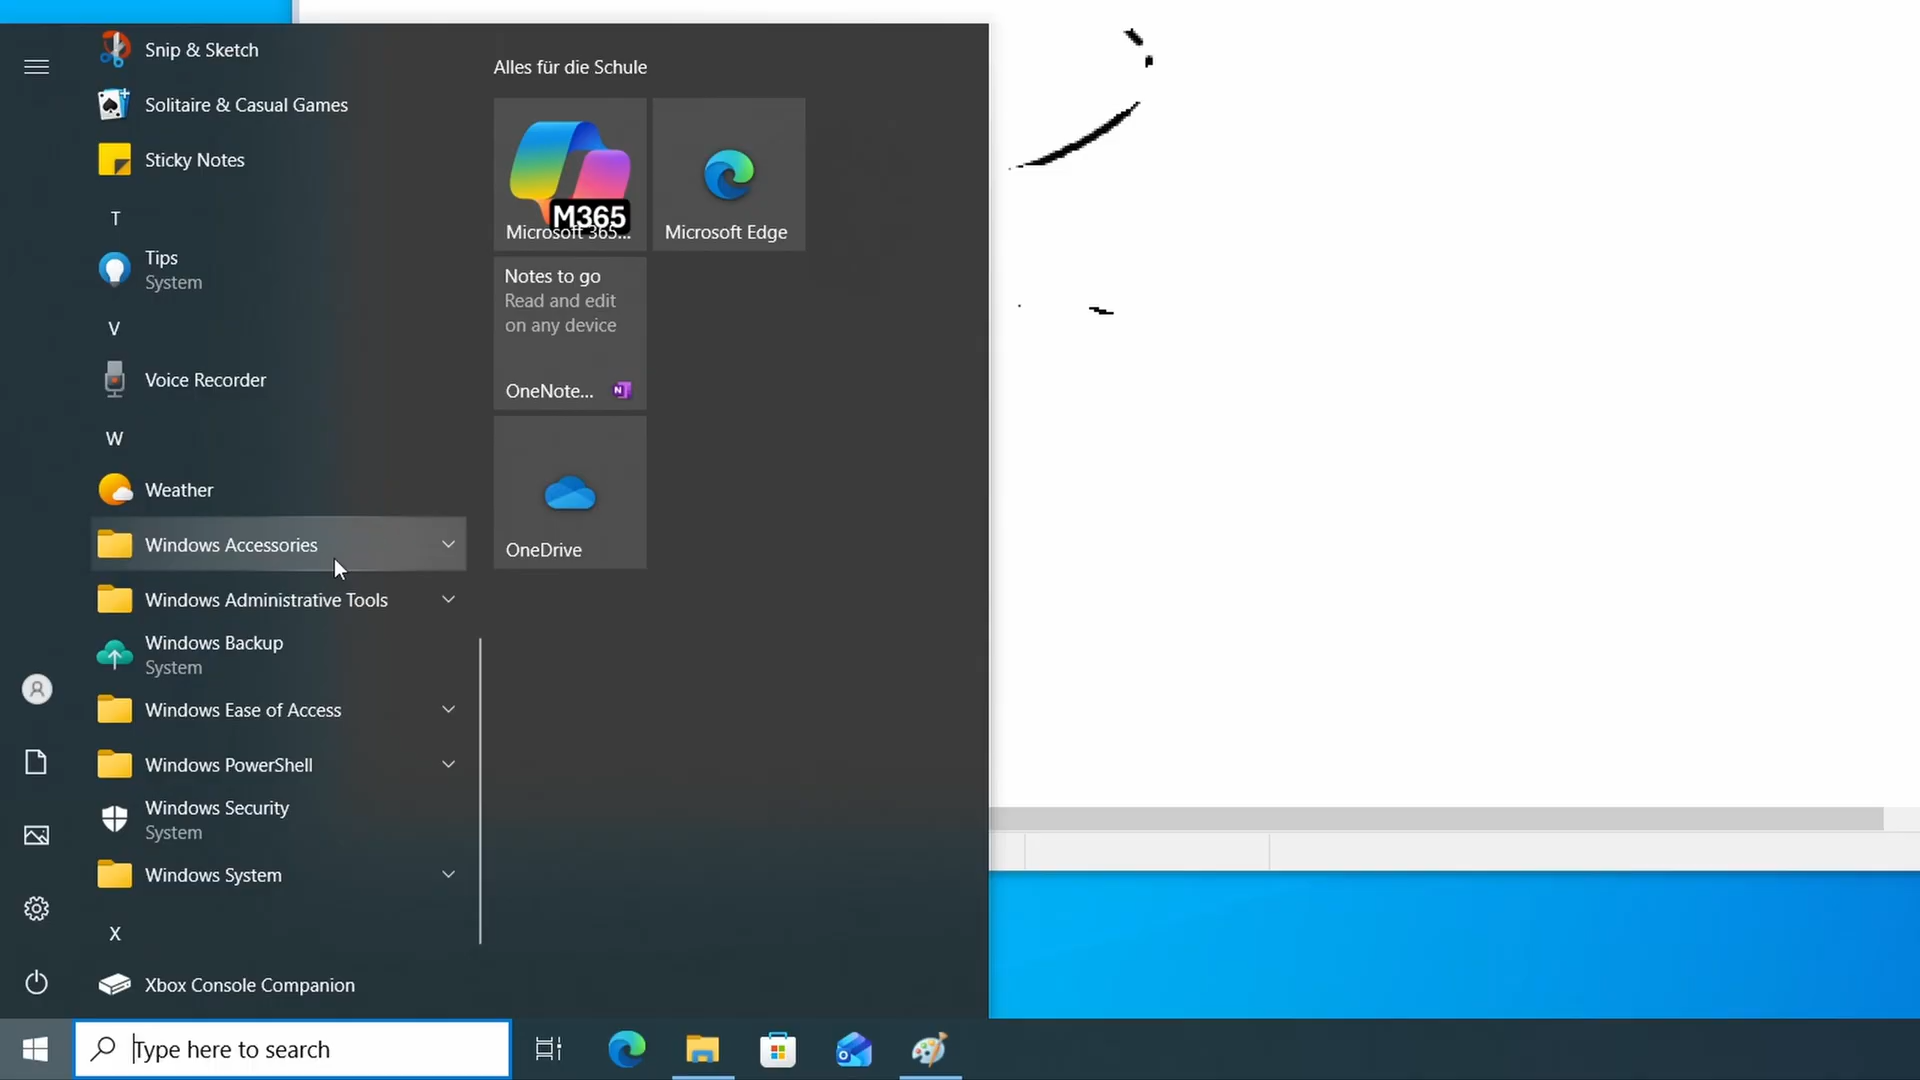 Snip & Sketch
Solitaire & Casual Games
Sticky Notes
T
Tips
System
V
Voice Recorder
W
Weather
Windows Accessories
Windows Administrative Tools
Windows Backup
System
Windows Ease of Access
Windows PowerShell
Windows Security
System
Windows System
X
Xbox Console Companion
Alles für die Schule
M365
Microsoft 365...
Microsoft Edge
Notes to go
Read and edit
on any device
OneNote...
N
OneDrive
Type here to search